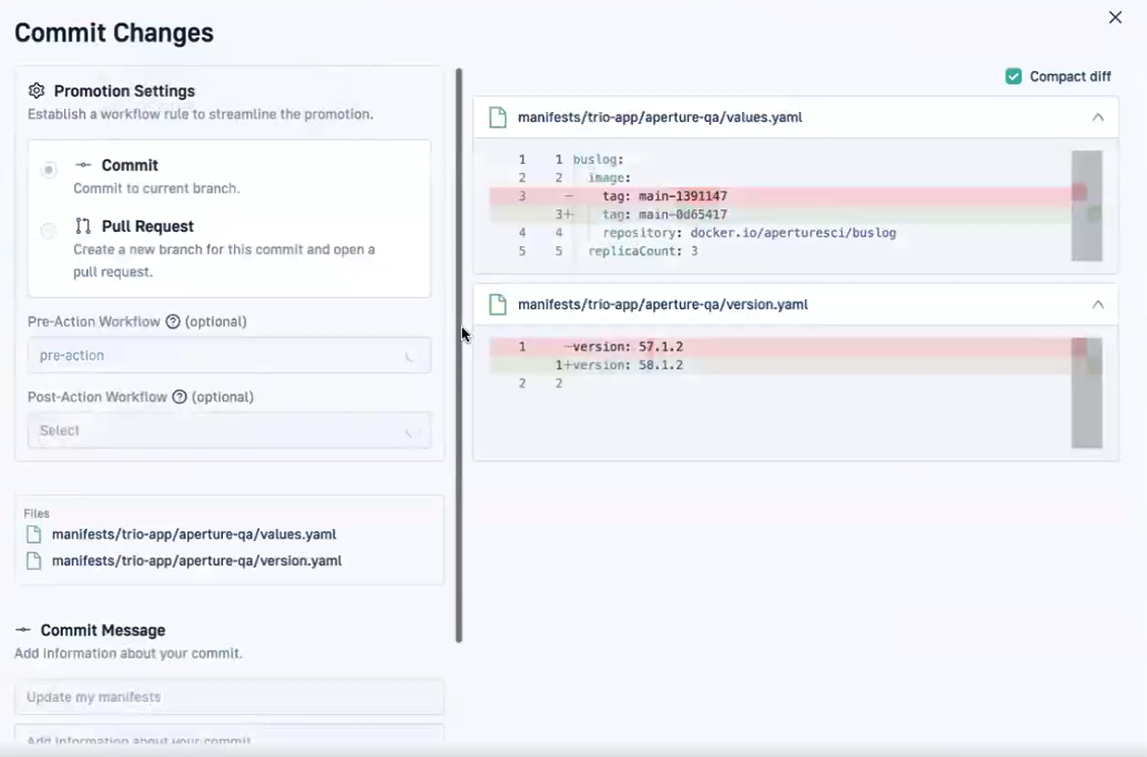 Commit Changes
Promotion Settings
Establish a workflow rule to streamline the promotion.
Commit
Commit to current branch.
Pull Request
Create a new branch for this commit and open a
pull request.
Pre-Action Workflow (optional)
pre-action
Post-Action Workflow (optional)
Select
Files
manifests/trio-app/aperture-qa/values.yaml
manifests/trio-app/aperture-qa/version.yaml
Commit Message
Add information about your commit.
Update my manifests
Add information about your commit
Compact diff
manifests/trio-app/aperture-qa/values.yaml
1 1 buslog:
2 2 image:
3 - tag: main-1391147
3+ tag: main-0d65417
4 4 repository: docker.io/aperturesci/buslog
5 5 replicaCount: 3
manifests/trio-app/aperture-qa/version.yaml
1 -version: 57.1.2
1+version: 58.1.2
2 2